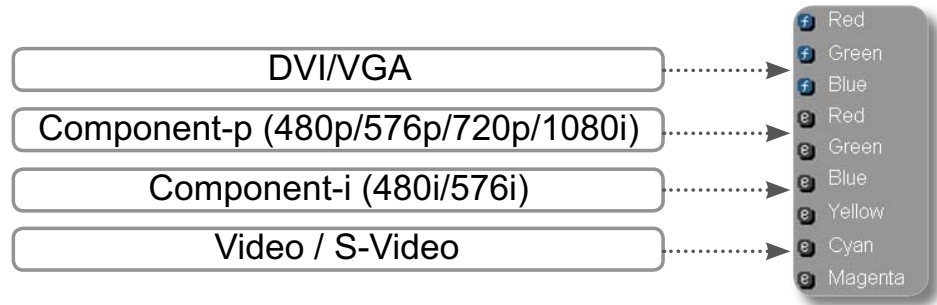 DVI/VGA
Component-p (480p/576p/720p/1080i)
Component-i (480i/576i)
Video / S-Video
f Red
f Green
f Blue
e Red
e Green
e Blue
e Yellow
e Cyan
e Magenta